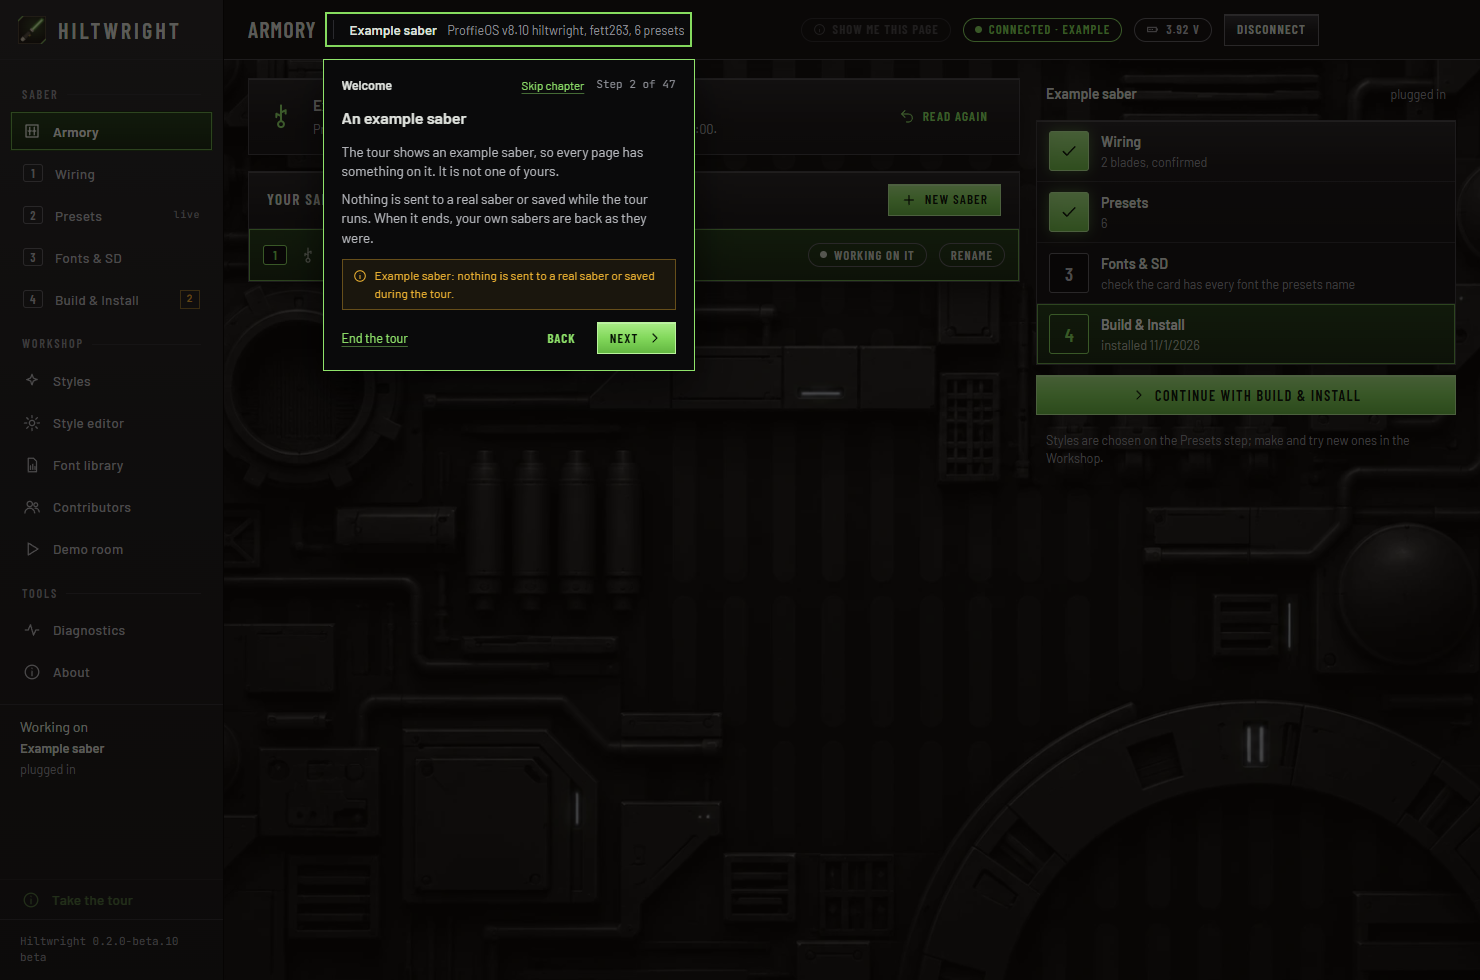 HILTWRIGHT
SABER
Armory
1 Wiring
2 Presets live
3 Fonts & SD
4 Build & Install 2
WORKSHOP
Styles
Style editor
Font library
Contributors
Demo room
TOOLS
Diagnostics
About
Working on
Example saber
plugged in
Take the tour
Hiltwright 0.2.0-beta.10
beta
ARMORY Example saber ProffieOS v8.10 hiltwright, fett263, 6 presets
SHOW ME THIS PAGE
CONNECTED · EXAMPLE
3.92 V
DISCONNECT
:00.
READ AGAIN
NEW SABER
1
WORKING ON IT
RENAME
Welcome Skip chapter Step 2 of 47
An example saber
The tour shows an example saber, so every page has
something on it. It is not one of yours.
Nothing is sent to a real saber or saved while the tour
runs. When it ends, your own sabers are back as they
were.
Example saber: nothing is sent to a real saber or saved
during the tour.
End the tour BACK NEXT
Example saber plugged in
Wiring
2 blades, confirmed
Presets
6
3 Fonts & SD
check the card has every font the presets name
4 Build & Install
installed 11/1/2026
CONTINUE WITH BUILD & INSTALL
Styles are chosen on the Presets step; make and try new ones in the
Workshop.